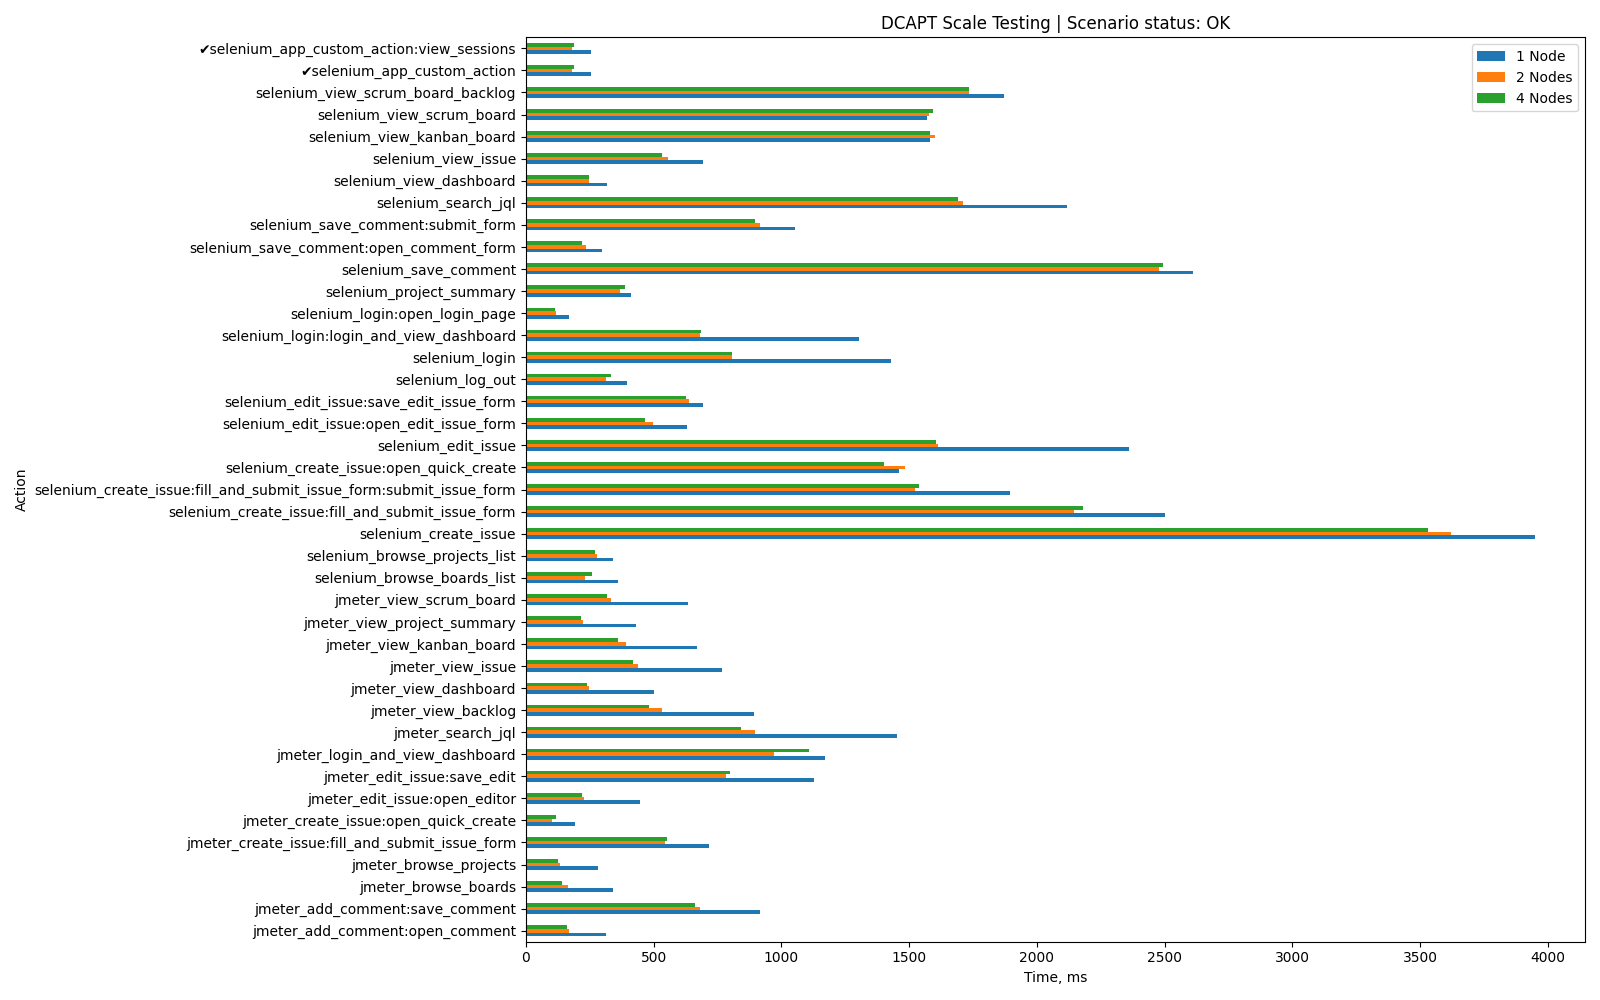 DCAPT Scale Testing | Scenario status: OK
1 Node
2 Nodes
4 Nodes
Action
✔selenium_app_custom_action:view_sessions
✔selenium_app_custom_action
selenium_view_scrum_board_backlog
selenium_view_scrum_board
selenium_view_kanban_board
selenium_view_issue
selenium_view_dashboard
selenium_search_jql
selenium_save_comment:submit_form
selenium_save_comment:open_comment_form
selenium_save_comment
selenium_project_summary
selenium_login:open_login_page
selenium_login:login_and_view_dashboard
selenium_login
selenium_log_out
selenium_edit_issue:save_edit_issue_form
selenium_edit_issue:open_edit_issue_form
selenium_edit_issue
selenium_create_issue:open_quick_create
selenium_create_issue:fill_and_submit_issue_form:submit_issue_form
selenium_create_issue:fill_and_submit_issue_form
selenium_create_issue
selenium_browse_projects_list
selenium_browse_boards_list
jmeter_view_scrum_board
jmeter_view_project_summary
jmeter_view_kanban_board
jmeter_view_issue
jmeter_view_dashboard
jmeter_view_backlog
jmeter_search_jql
jmeter_login_and_view_dashboard
jmeter_edit_issue:save_edit
jmeter_edit_issue:open_editor
jmeter_create_issue:open_quick_create
jmeter_create_issue:fill_and_submit_issue_form
jmeter_browse_projects
jmeter_browse_boards
jmeter_add_comment:save_comment
jmeter_add_comment:open_comment
0 500 1000 1500 2000 2500 3000 3500 4000
Time, ms